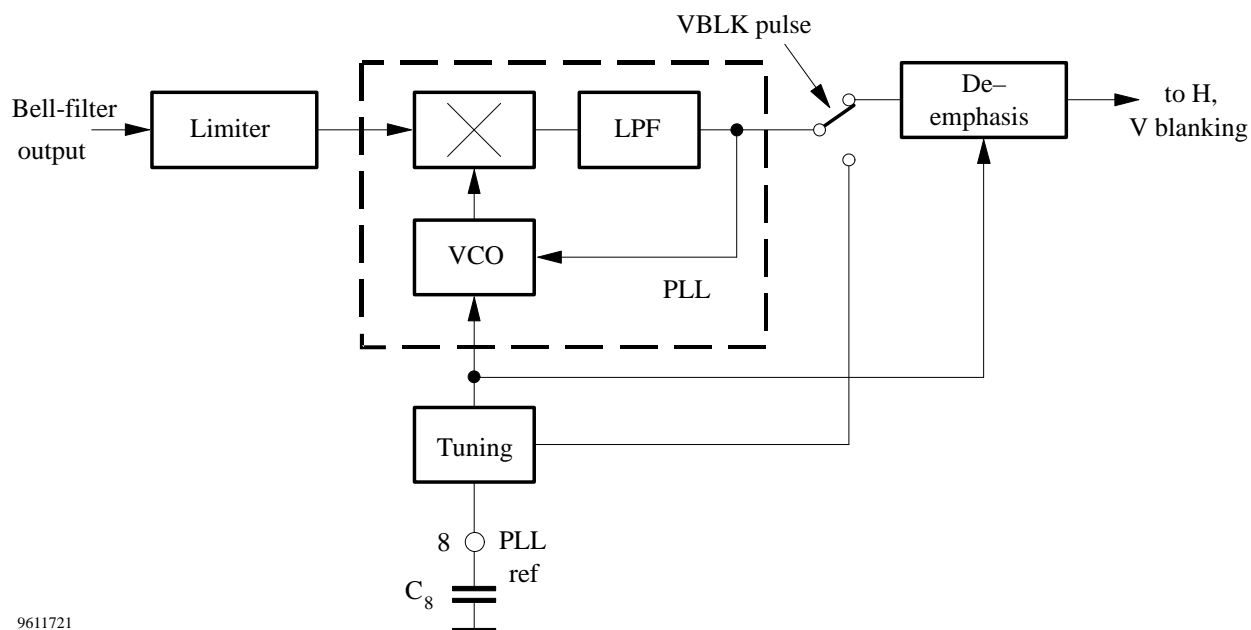 VBLK pulse
Bell-filter
output
Limiter
LPF
De–
emphasis
to H,
V blanking
VCO
PLL
Tuning
8
PLL
ref
C8
9611721